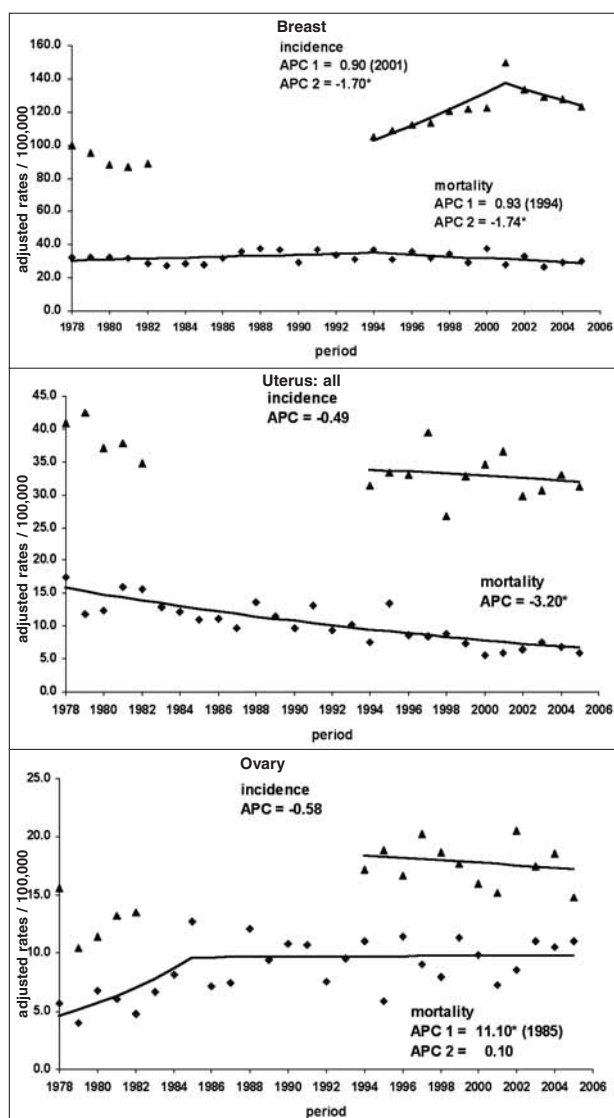 Breast
160.0
incidence
APC 1 = 0.90 (2001)
APC 2 = -1.70*
140.0
120.0
100.0
80.0
60.0
40.0
20.0
0.0
adjusted rates / 100,000
mortality
APC 1 = 0.93 (1994)
APC 2 = -1.74*
1978 1980 1982 1984 1986 1988 1990 1992 1994 1996 1998 2000 2002 2004 2006
period
Uterus: all
incidence
APC = -0.49
45.0
40.0
35.0
30.0
25.0
20.0
15.0
10.0
5.0
0.0
adjusted rates / 100,000
mortality
APC = -3.20*
1978 1980 1982 1984 1986 1988 1990 1992 1994 1996 1998 2000 2002 2004 2006
period
Ovary
incidence
APC = -0.58
25.0
20.0
15.0
10.0
5.0
0.0
adjusted rates / 100,000
mortality
APC 1 = 11.10* (1985)
APC 2 = 0.10
1978 1980 1982 1984 1986 1988 1990 1992 1994 1996 1998 2000 2002 2004 2006
period